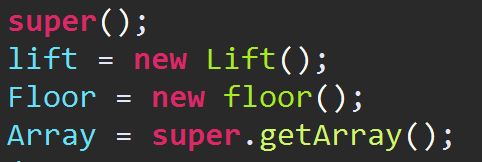 super();
lift = new Lift();
Floor = new floor();
Array = super.getArray();